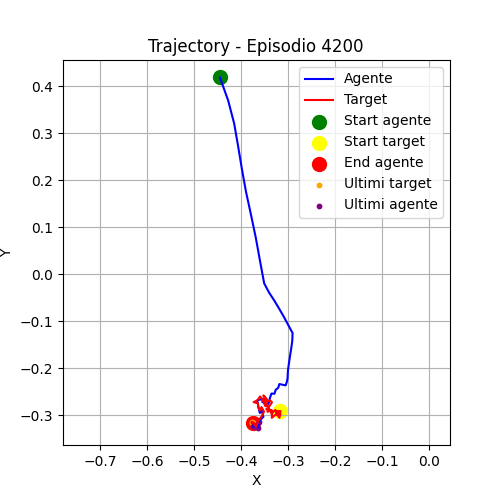 Trajectory - Episodio 4200
Agente
Target
Start agente
Start target
End agente
Ultimi target
Ultimi agente
0.4
0.3
0.2
0.1
0.0
−0.1
−0.2
−0.3
Y
−0.7 −0.6 −0.5 −0.4 −0.3 −0.2 −0.1 0.0
X